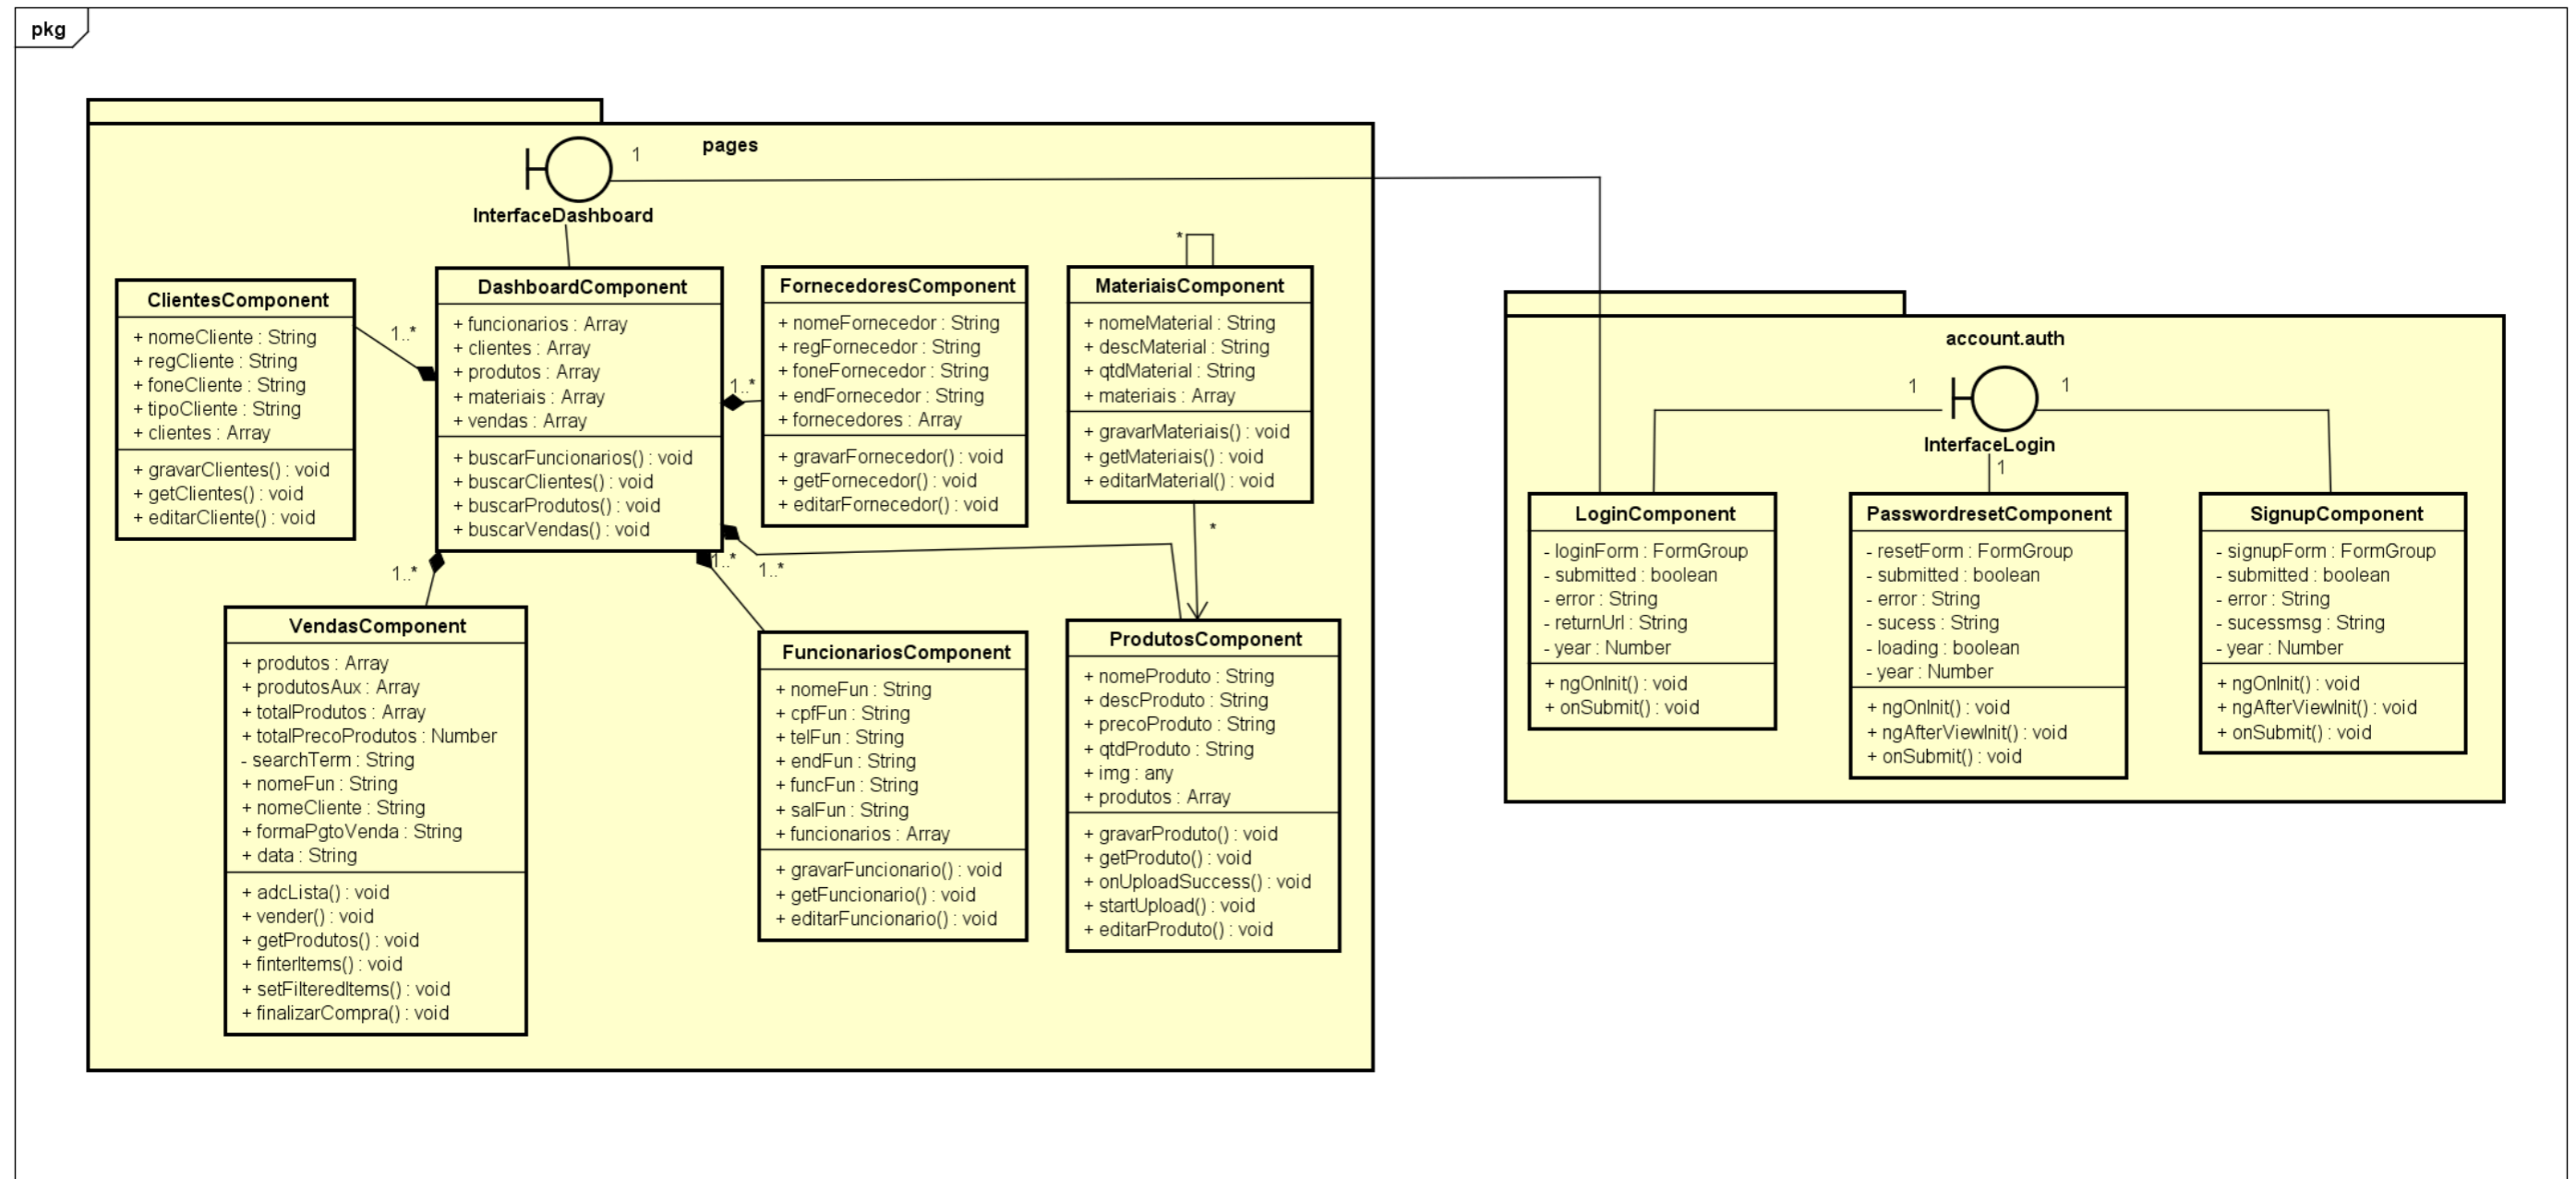 pkg
pages
1
InterfaceDashboard
ClientesComponent
+ nomeCliente : String
+ regCliente : String
+ foneCliente : String
+ tipoCliente : String
+ clientes : Array
+ gravarClientes() : void
+ getClientes() : void
+ editarCliente() : void
1..*
DashboardComponent
+ funcionarios : Array
+ clientes : Array
+ produtos : Array
+ materiais : Array
+ vendas : Array
+ buscarFuncionarios() : void
+ buscarClientes() : void
+ buscarProdutos() : void
+ buscarVendas() : void
1..*
FornecedoresComponent
+ nomeFornecedor : String
+ regFornecedor : String
+ foneFornecedor : String
+ endFornecedor : String
+ fornecedores : Array
+ gravarFornecedor() : void
+ getFornecedor() : void
+ editarFornecedor() : void
*
MateriaisComponent
+ nomeMaterial : String
+ descMaterial : String
+ qtdMaterial : String
+ materiais : Array
+ gravarMateriais() : void
+ getMateriais() : void
+ editarMaterial() : void
*
1..*
1..*
1..*
VendasComponent
+ produtos : Array
+ produtosAux : Array
+ totalProdutos : Array
+ totalPrecoProdutos : Number
- searchTerm : String
+ nomeFun : String
+ nomeCliente : String
+ formaPgtoVenda : String
+ data : String
+ adcLista() : void
+ vender() : void
+ getProdutos() : void
+ finterItems() : void
+ setFilteredItems() : void
+ finalizarCompra() : void
FuncionariosComponent
+ nomeFun : String
+ cpfFun : String
+ telFun : String
+ endFun : String
+ funcFun : String
+ salFun : String
+ funcionarios : Array
+ gravarFuncionario() : void
+ getFuncionario() : void
+ editarFuncionario() : void
ProdutosComponent
+ nomeProduto : String
+ descProduto : String
+ precoProduto : String
+ qtdProduto : String
+ img : any
+ produtos : Array
+ gravarProduto() : void
+ getProduto() : void
+ onUploadSuccess() : void
+ startUpload() : void
+ editarProduto() : void
account.auth
1
1
InterfaceLogin
1
LoginComponent
- loginForm : FormGroup
- submitted : boolean
- error : String
- returnUrl : String
- year : Number
+ ngOnInit() : void
+ onSubmit() : void
PasswordresetComponent
- resetForm : FormGroup
- submitted : boolean
- error : String
- sucess : String
- loading : boolean
- year : Number
+ ngOnInit() : void
+ ngAfterViewInit() : void
+ onSubmit() : void
SignupComponent
- signupForm : FormGroup
- submitted : boolean
- error : String
- sucessmsg : String
- year : Number
+ ngOnInit() : void
+ ngAfterViewInit() : void
+ onSubmit() : void